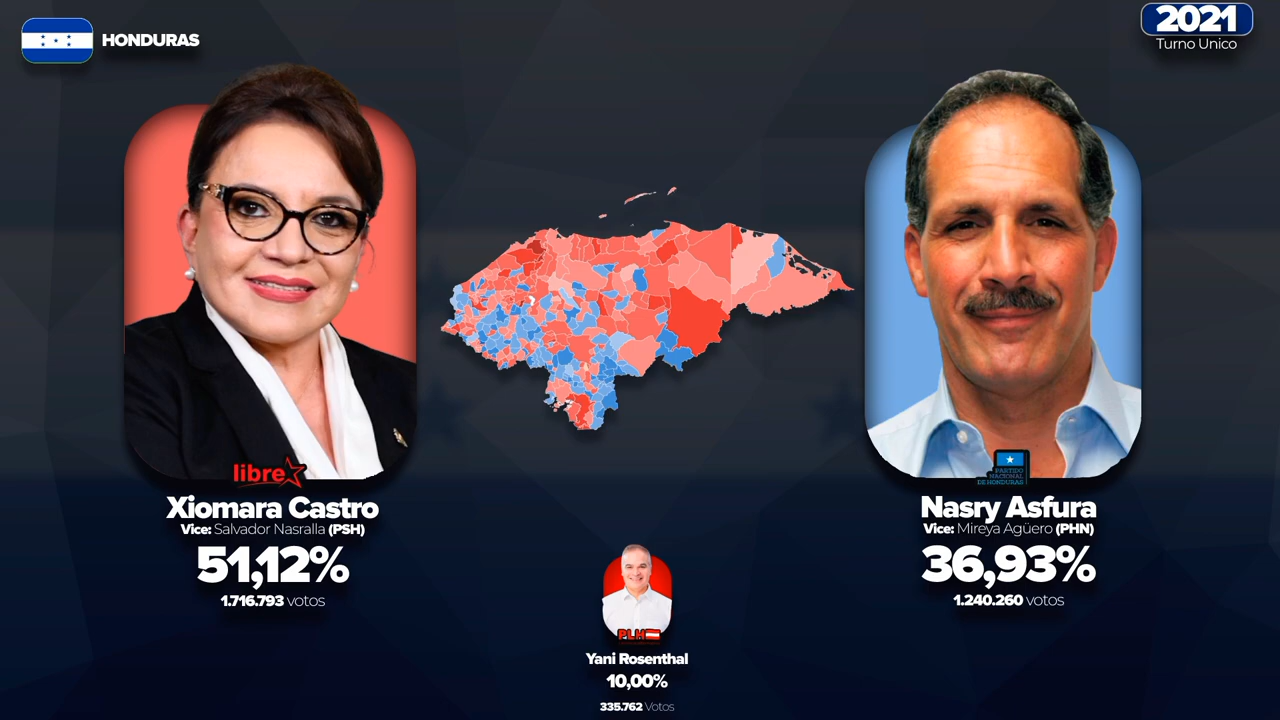 HONDURAS
2021
Turno Unico
libre
Xiomara Castro
Vice: Salvador Nasralla (PSH)
51,12%
1.716.793 votos
PARTIDO
NACIONAL
DE HONDURAS
Nasry Asfura
Vice: Mireya Agüero (PHN)
36,93%
1.240.260 votos
PLH
Yani Rosenthal
10,00%
335.762 Votos